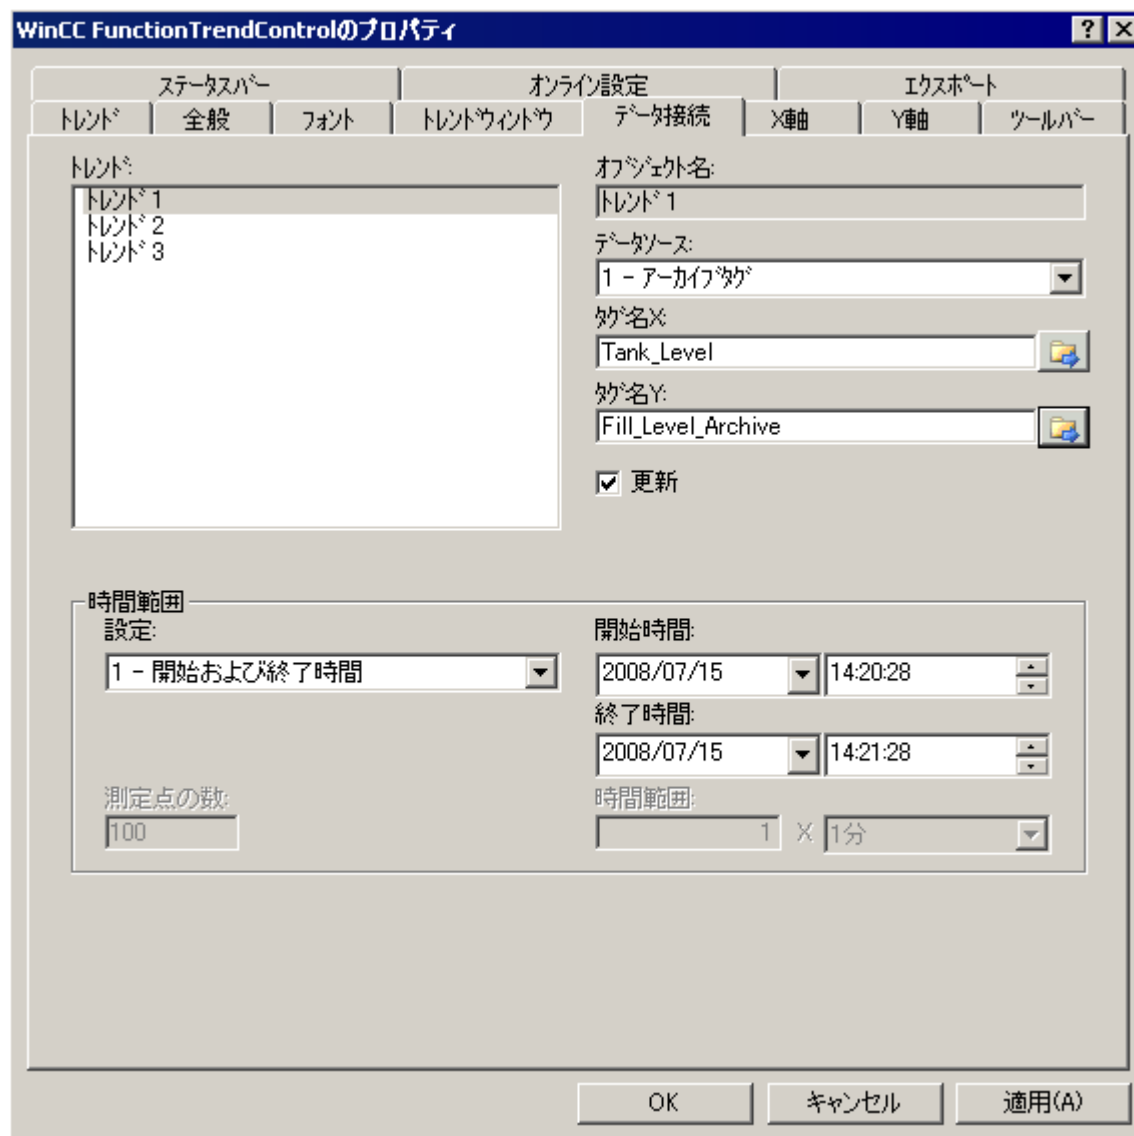 WinCC FunctionTrendControlのプロパティ
ステータスバー オンライン設定 エクスポート
トレンド 全般 フォント トレンドウィンドウ データ接続 X軸 Y軸 ツールバー
トレンド:
トレンド 1
トレンド 2
トレンド 3
オブジェクト名:
トレンド 1
データソース:
1 - アーカイブタグ
タグ名X:
Tank_Level
タグ名Y:
Fill_Level_Archive
更新
時間範囲
設定:
1 - 開始および終了時間
開始時間:
2008/07/15 14:20:28
終了時間:
2008/07/15 14:21:28
測定点の数:
100
時間範囲:
1 X 1分
OK キャンセル 適用(A)